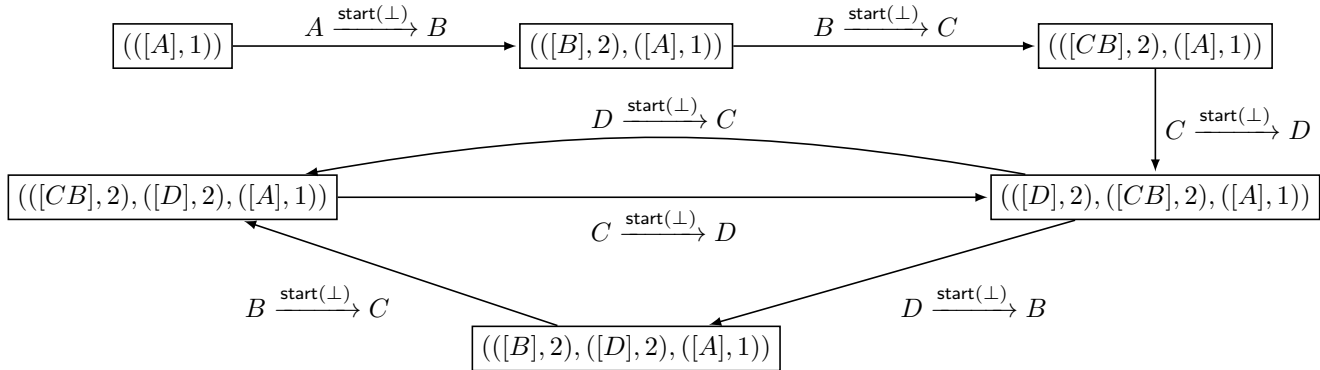 (([A], 1))
A start(⊥)⟶ B
(([B], 2), ([A], 1))
B start(⊥)⟶ C
(([CB], 2), ([A], 1))
D start(⊥)⟶ C
C start(⊥)⟶ D
(([CB], 2), ([D], 2), ([A], 1))
(([D], 2), ([CB], 2), ([A], 1))
C start(⊥)⟶ D
B start(⊥)⟶ C
D start(⊥)⟶ B
(([B], 2), ([D], 2), ([A], 1))